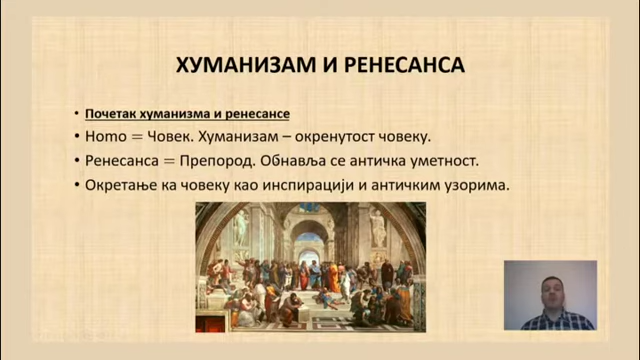 ХУМАНИЗАМ И РЕНЕСАНСА
• Почетак хуманизма и ренесансе
• Homo = Човек. Хуманизам – окренутост човеку.
• Ренесанса = Препород. Обнавља се античка уметност.
• Окретање ка човеку као инспирацији и античким узорима.